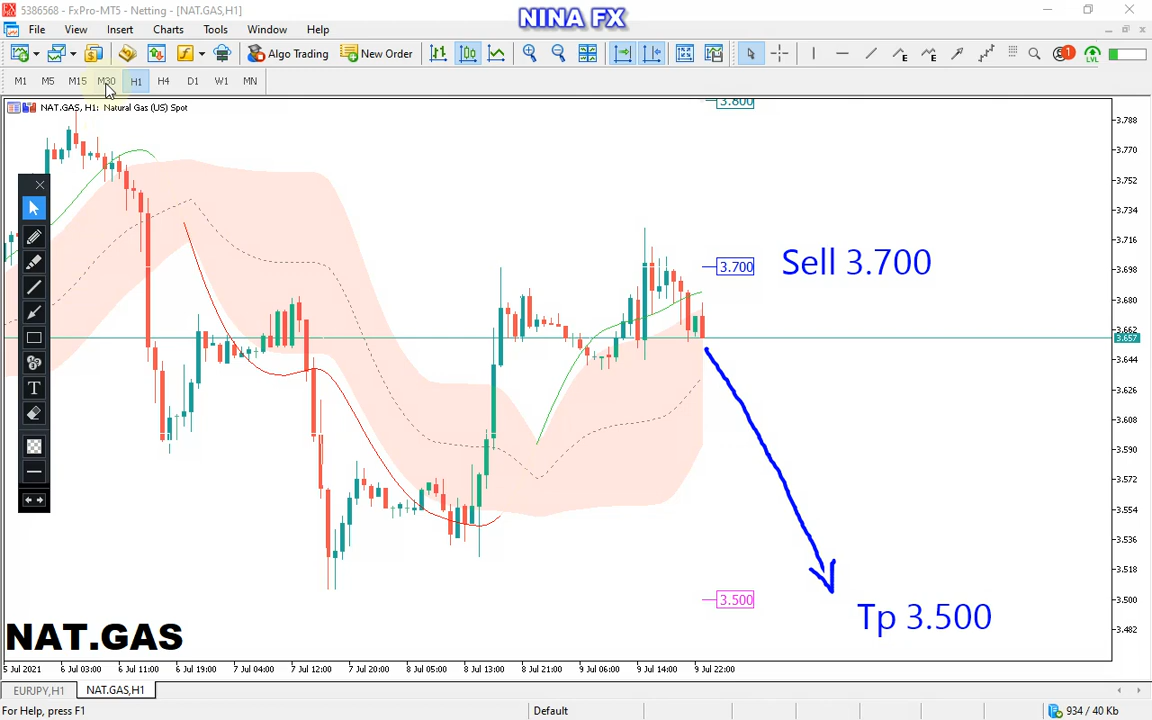 5386568 - FxPro-MT5 - Netting - [NAT.GAS,H1]
NINA FX
File View Insert Charts Tools Window Help
Algo Trading New Order
1
LVL
M1 M5 M15 M30 H1 H4 D1 W1 MN
NAT.GAS, H1: Natural Gas (US) Spot
3.800
3.788
3.770
3.752
3.734
3.716
3.698
3.680
3.662
3.657
3.644
3.626
3.608
3.590
3.572
3.554
3.536
3.518
3.500
3.482
3.700
Sell 3.700
3.500
Tp 3.500
T
NAT.GAS
5 Jul 2021 6 Jul 03:00 6 Jul 11:00 6 Jul 19:00 7 Jul 04:00 7 Jul 12:00 7 Jul 20:00 8 Jul 05:00 8 Jul 13:00 8 Jul 21:00 9 Jul 06:00 9 Jul 14:00 9 Jul 22:00
EURJPY,H1 NAT.GAS,H1
For Help, press F1 Default 934 / 40 Kb